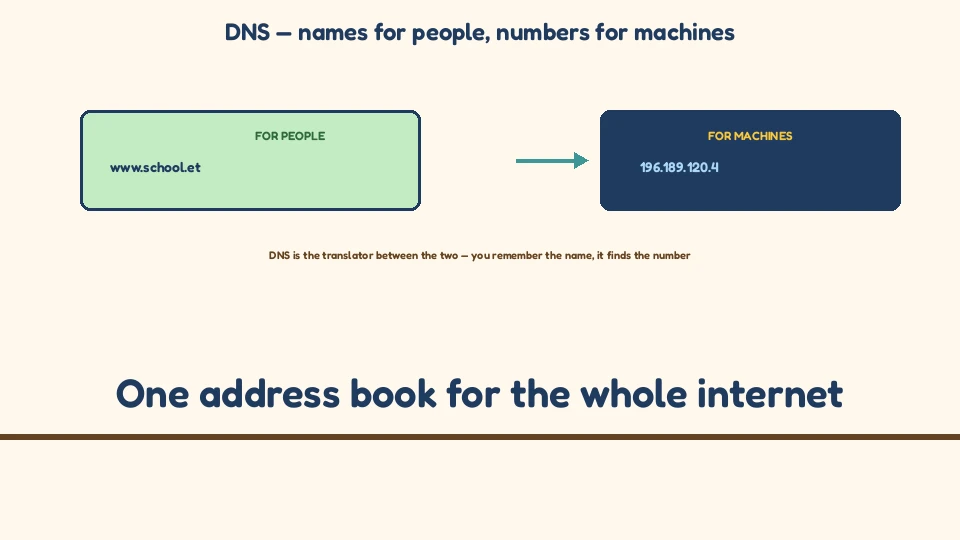 DNS — names for people, numbers for machines
FOR PEOPLE
www.school.et
FOR MACHINES
196.189.120.4
DNS is the translator between the two — you remember the name, it finds the number
One address book for the whole internet